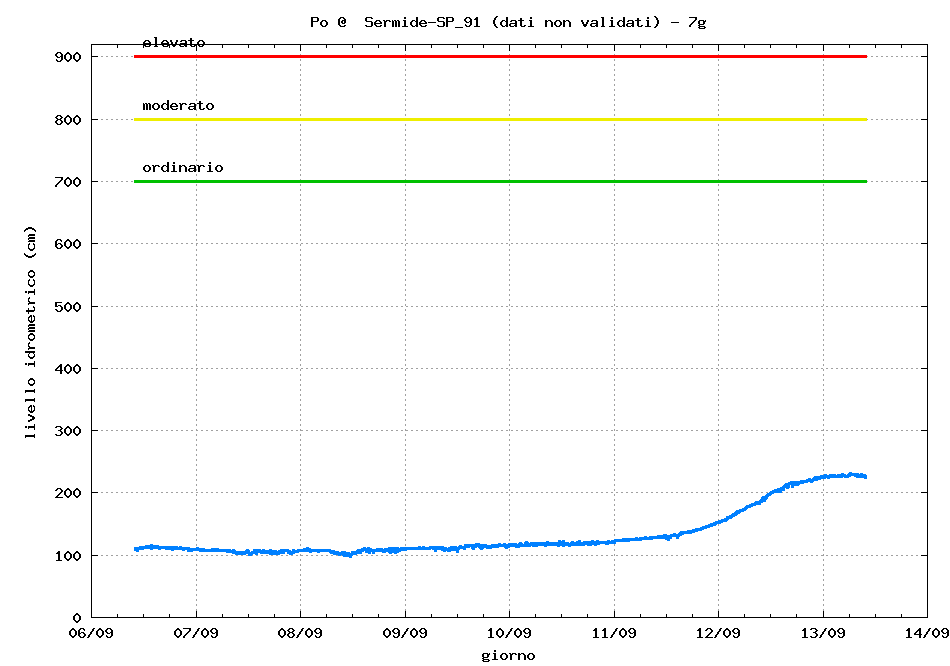 Po @  Sermide-SP_91 (dati non validati) - 7g
elevato
900
moderato
800
ordinario
700
600
500
400
300
200
100
0
livello idrometrico (cm)
06/09 07/09 08/09 09/09 10/09 11/09 12/09 13/09 14/09
giorno